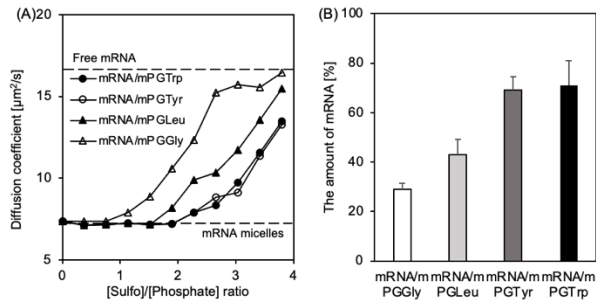 (A)
Diffusion coefficient [µm²/s]
20
15
10
5
Free mRNA
mRNA/mPGTrp
mRNA/mPGTyr
mRNA/mPGLeu
mRNA/mPGGly
mRNA micelles
0 1 2 3 4
[Sulfo]/[Phosphate] ratio
(B)
The amount of mRNA [%]
100
80
60
40
20
0
mRNA/m mRNA/m mRNA/m mRNA/m
PGGly PGLeu PGTyr PGTrp